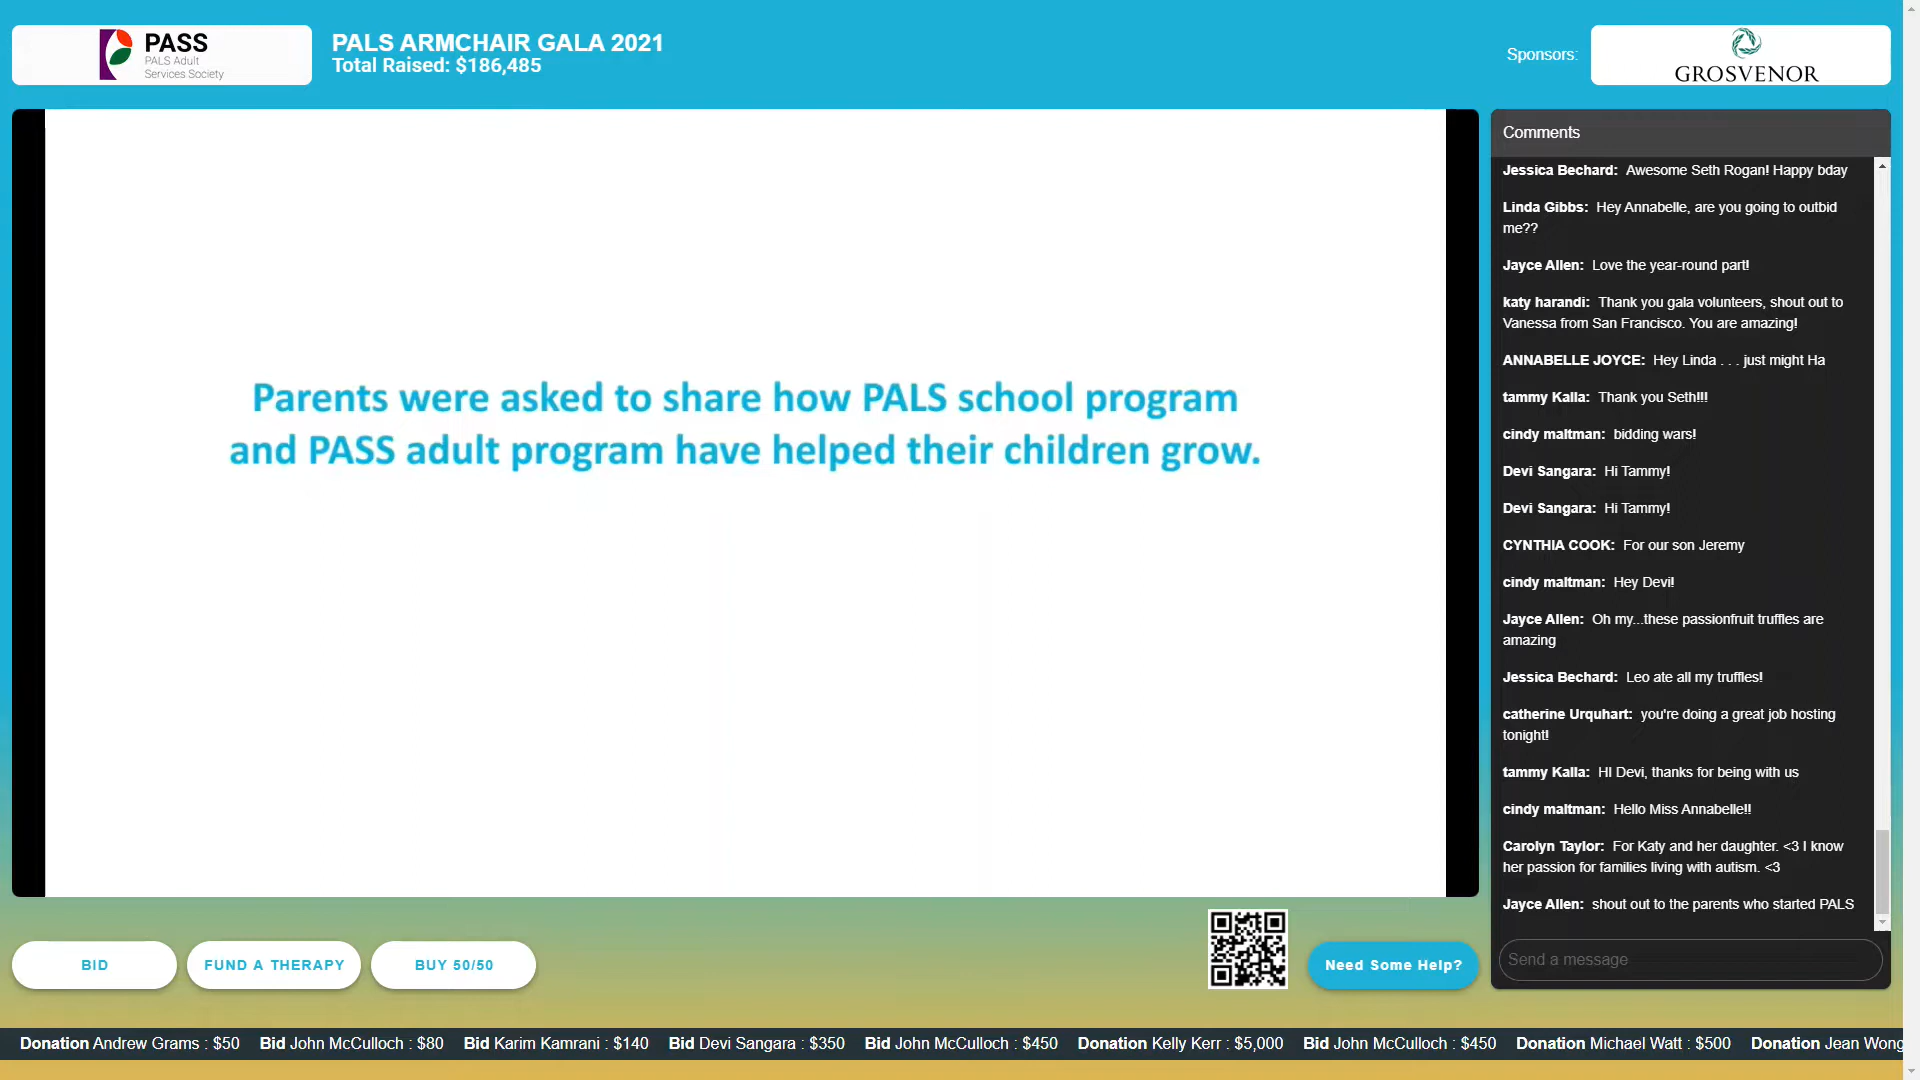 PASS
PALS Adult
Services Society
PALS ARMCHAIR GALA 2021
Total Raised: $186,485
Sponsors:
GROSVENOR
Parents were asked to share how PALS school program
and PASS adult program have helped their children grow.
Comments
Jessica Bechard: Awesome Seth Rogan! Happy bday
Linda Gibbs: Hey Annabelle, are you going to outbid
me??
Jayce Allen: Love the year-round part!
katy harandi: Thank you gala volunteers, shout out to
Vanessa from San Francisco. You are amazing!
ANNABELLE JOYCE: Hey Linda . . . just might Ha
tammy Kalla: Thank you Seth!!!
cindy maltman: bidding wars!
Devi Sangara: Hi Tammy!
Devi Sangara: Hi Tammy!
CYNTHIA COOK: For our son Jeremy
cindy maltman: Hey Devi!
Jayce Allen: Oh my...these passionfruit truffles are
amazing
Jessica Bechard: Leo ate all my truffles!
catherine Urquhart: you're doing a great job hosting
tonight!
tammy Kalla: HI Devi, thanks for being with us
cindy maltman: Hello Miss Annabelle!!
Carolyn Taylor: For Katy and her daughter. <3 I know
her passion for families living with autism. <3
Jayce Allen: shout out to the parents who started PALS
Send a message
BID
FUND A THERAPY
BUY 50/50
Need Some Help?
Donation Andrew Grams : $50 Bid John McCulloch : $80 Bid Karim Kamrani : $140 Bid Devi Sangara : $350 Bid John McCulloch : $450 Donation Kelly Kerr : $5,000 Bid John McCulloch : $450 Donation Michael Watt : $500 Donation Jean Wong